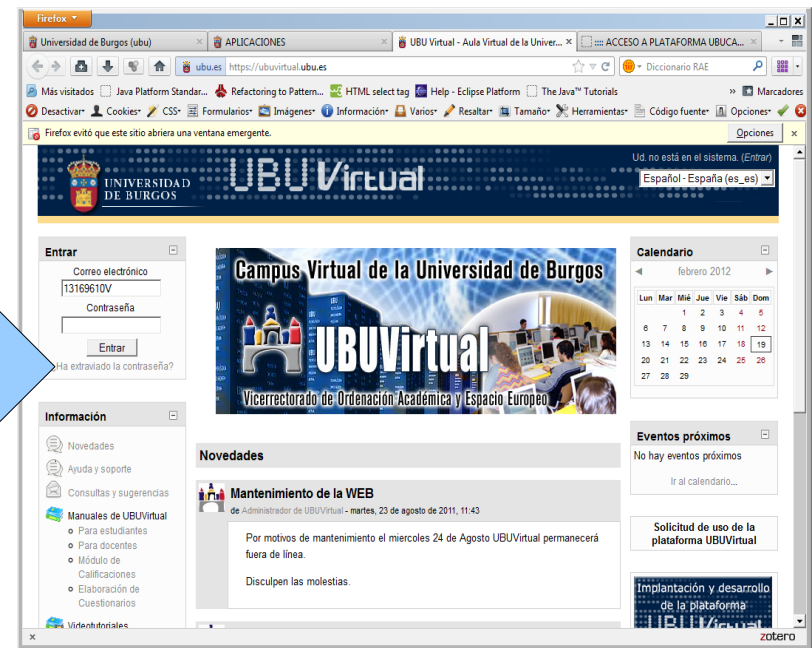 Firefox
Universidad de Burgos (ubu)
APLICACIONES
UBU Virtual - Aula Virtual de la Univer...
:::: ACCESO A PLATAFORMA UBUCA...
ubu.es https://ubuvirtual.ubu.es
Diccionario RAE
Más visitados Java Platform Standar... Refactoring to Pattern... HTML select tag Help - Eclipse Platform The Java™ Tutorials » Marcadores
Desactivar Cookies CSS Formularios Imágenes Información Varios Resaltar Tamaño Herramientas Código fuente Opciones
Firefox evitó que este sitio abriera una ventana emergente.
Opciones
UNIVERSIDAD
DE BURGOS
UBUVirtual
Ud. no está en el sistema. (Entrar)
Español - España (es_es)
Entrar
Correo electrónico
13169610V
Contraseña
Entrar
Ha extraviado la contraseña?
Información
Novedades
Ayuda y soporte
Consultas y sugerencias
Manuales de UBUVirtual
Para estudiantes
Para docentes
Módulo de
Calificaciones
Elaboración de
Cuestionarios
Videotutoriales
Campus Virtual de la Universidad de Burgos
UBUVirtual
Vicerrectorado de Ordenación Académica y Espacio Europeo
Novedades
Mantenimiento de la WEB
de Administrador de UBUVirtual - martes, 23 de agosto de 2011, 11:43
Por motivos de mantenimiento el miercoles 24 de Agosto UBUVirtual permanecerá
fuera de línea.
Disculpen las molestias.
Calendario
febrero 2012
Lun Mar Mié Jue Vie Sáb Dom
1 2 3 4 5
6 7 8 9 10 11 12
13 14 15 16 17 18 19
20 21 22 23 24 25 26
27 28 29
Eventos próximos
No hay eventos próximos
Ir al calendario...
Solicitud de uso de la
plataforma UBUVirtual
Implantación y desarrollo
de la plataforma
UBUVirtual
zotero